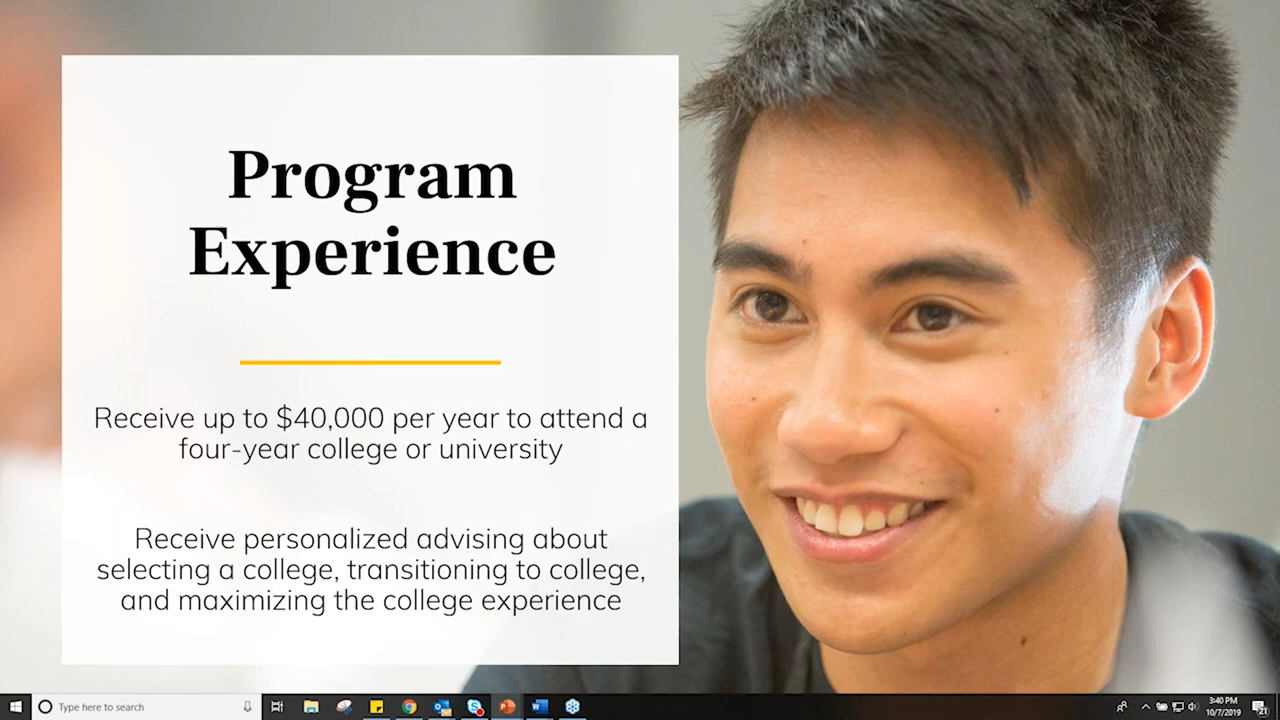 Program
Experience
Receive up to $40,000 per year to attend a
four-year college or university
Receive personalized advising about
selecting a college, transitioning to college,
and maximizing the college experience
Type here to search
3:40 PM
10/7/2019
21